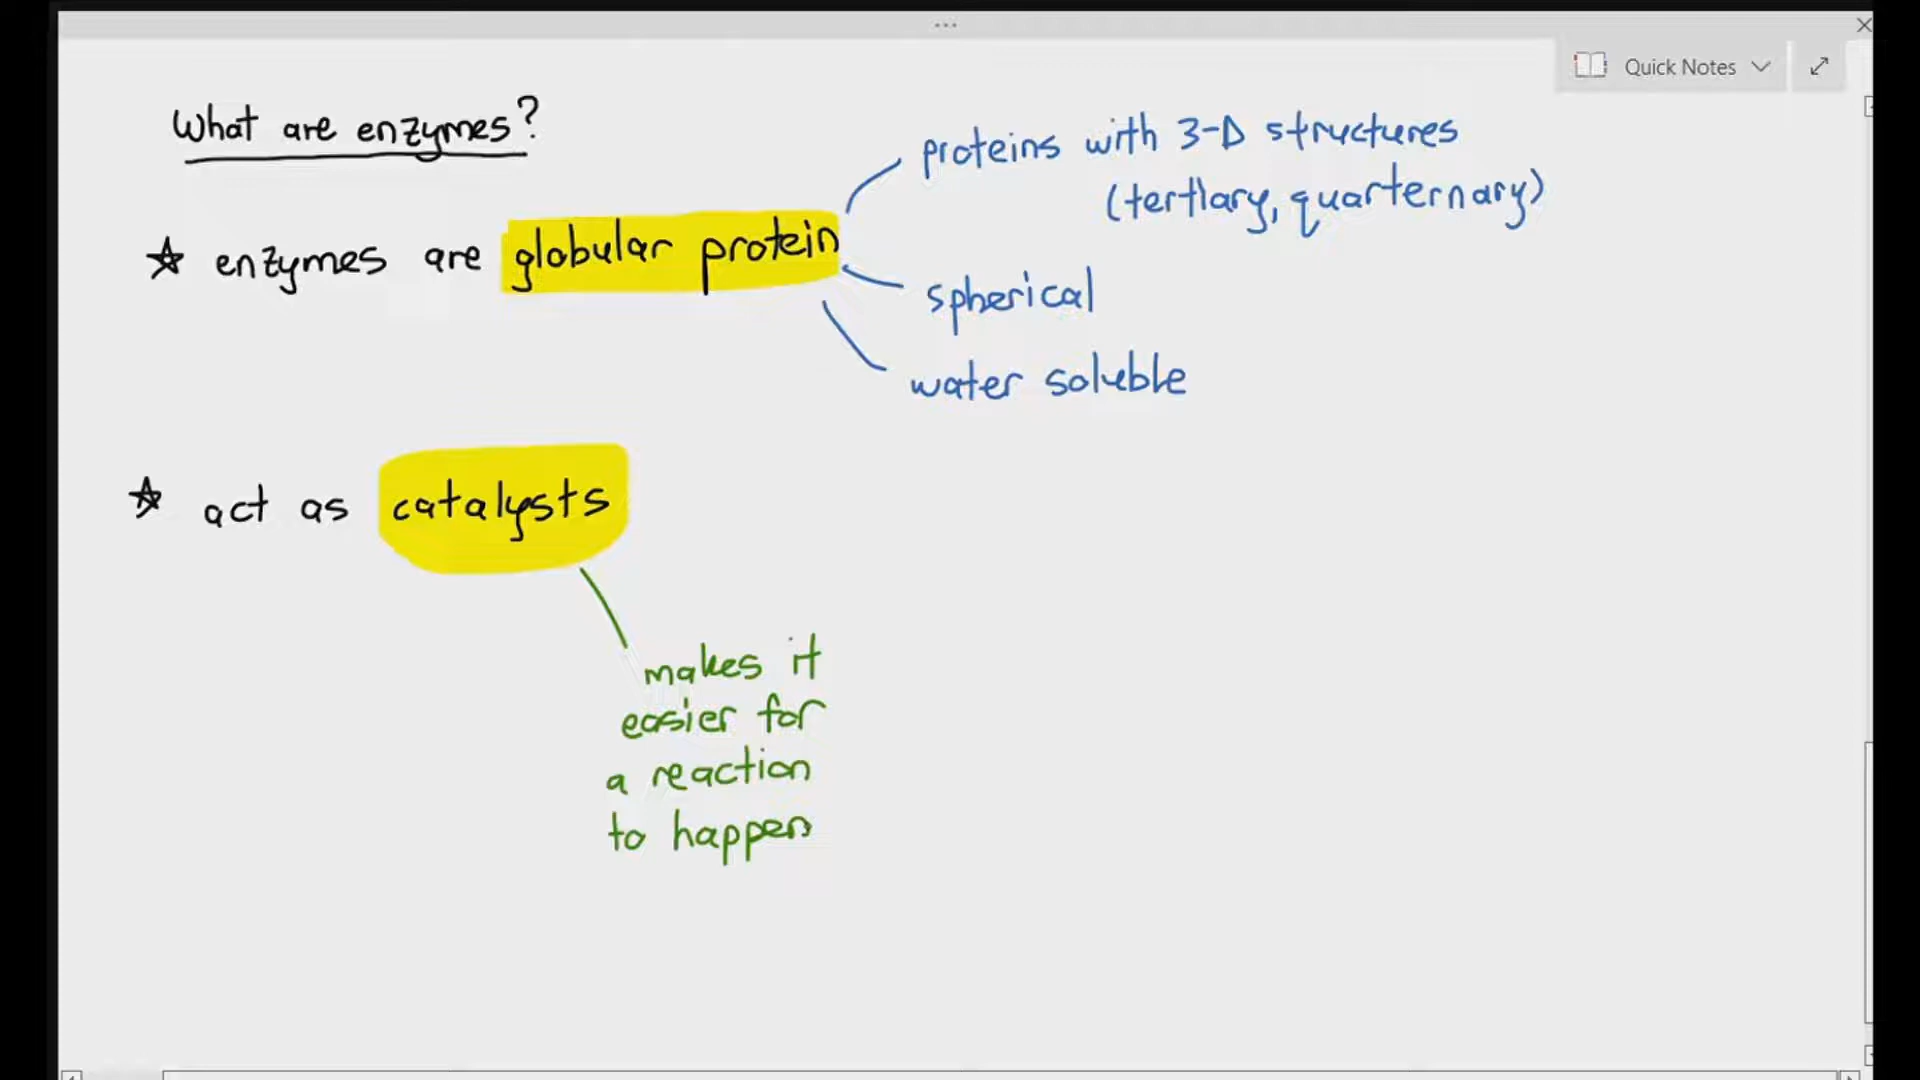 Quick Notes
What are enzymes?
proteins with 3-D structures
(tertiary, quarternary)
☆ enzymes are globular protein
spherical
water soluble
☆ act as catalysts
makes it
easier for
a reaction
to happen